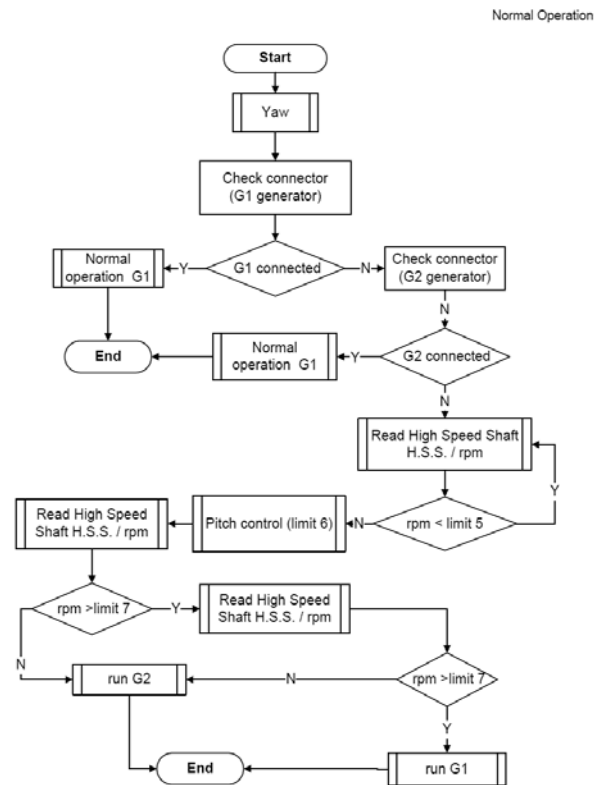 Normal Operation
Start
Yaw
Check connector
(G1 generator)
Normal
operation G1
Y
G1 connected
N
Check connector
(G2 generator)
N
End
Normal
operation G1
Y
G2 connected
N
Read High Speed Shaft
H.S.S. / rpm
Y
Read High Speed
Shaft H.S.S. / rpm
Pitch control (limit 6)
N
rpm < limit 5
rpm >limit 7
Y
Read High Speed
Shaft H.S.S. / rpm
N
run G2
N
rpm >limit 7
Y
End
run G1